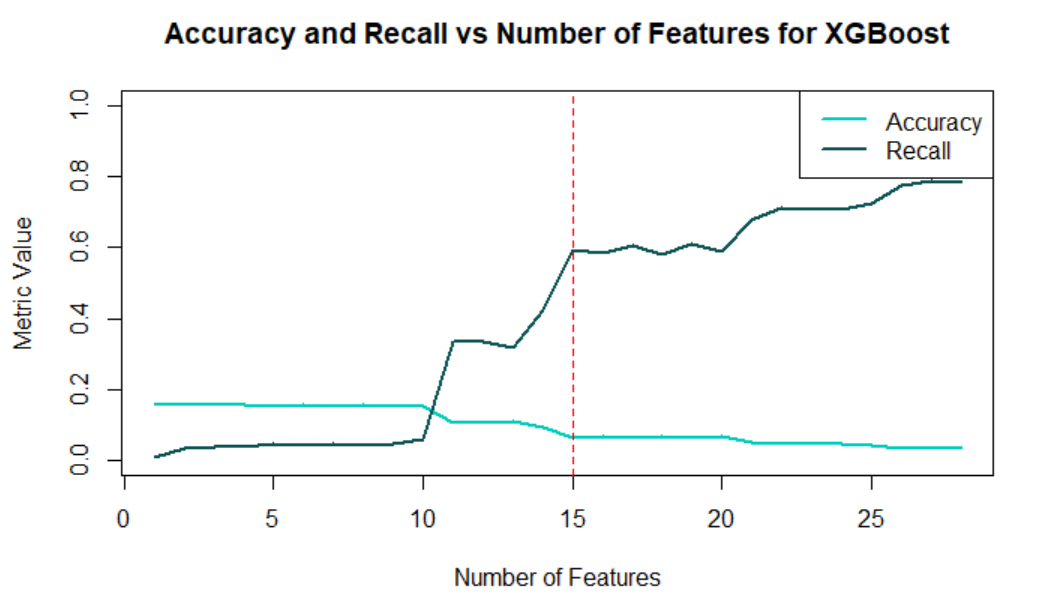 Accuracy and Recall vs Number of Features for XGBoost
Accuracy
Recall
Metric Value
1.0
0.8
0.6
0.4
0.2
0.0
0 5 10 15 20 25
Number of Features